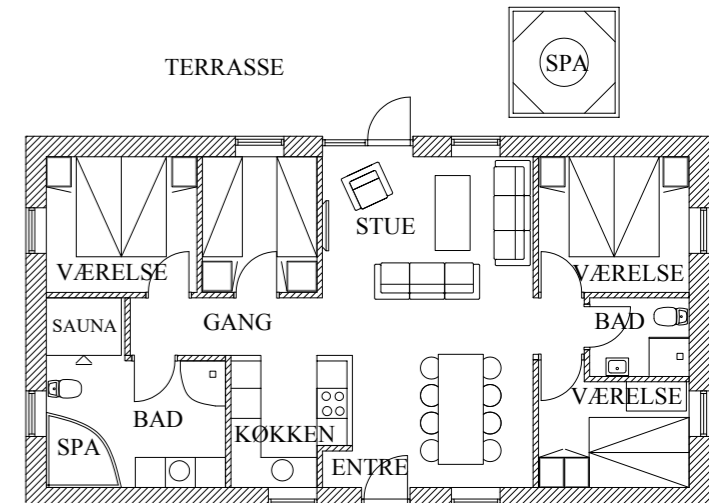 TERRASSE
SPA
STUE
VÆRELSE
VÆRELSE
SAUNA
GANG
BAD
VÆRELSE
BAD
KØKKEN
SPA
ENTRE